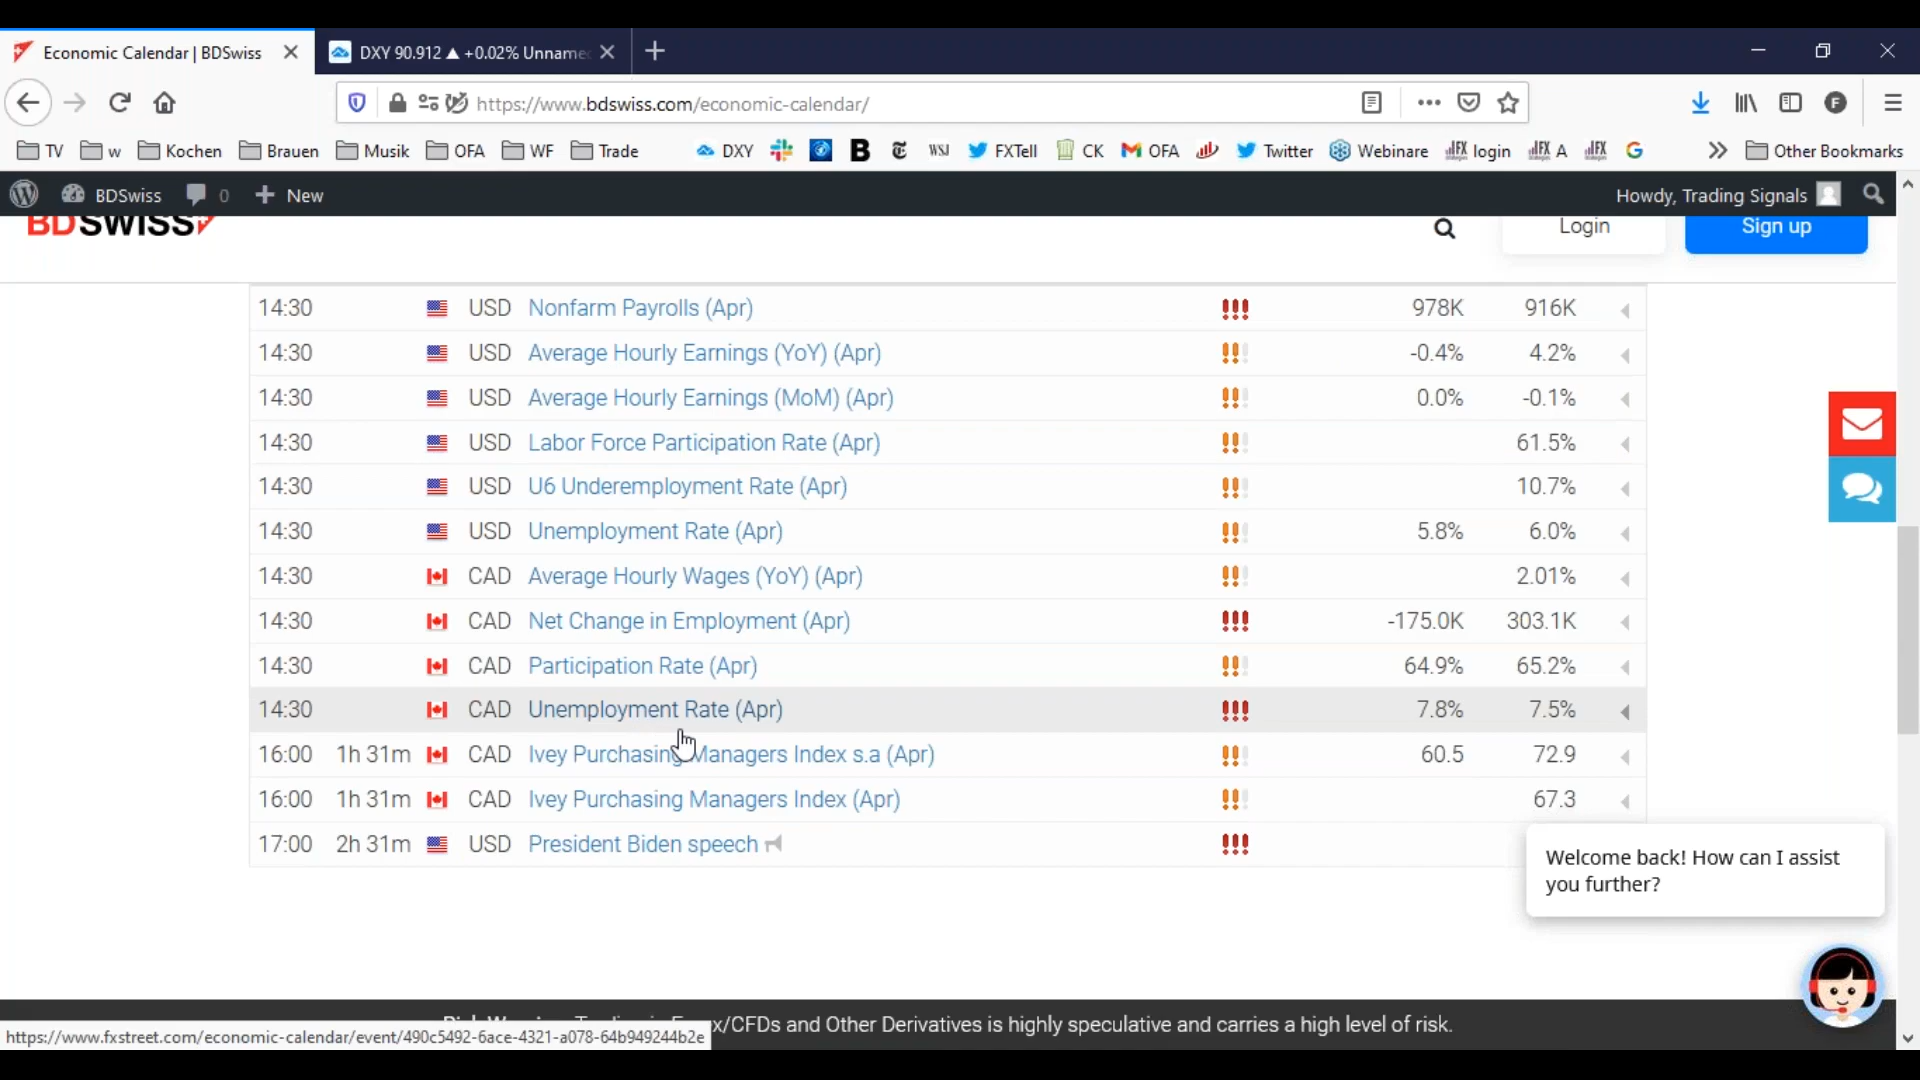 Economic Calendar | BDSwiss
DXY 90.912 ▲ +0.02% Unname
https://www.bdswiss.com/economic-calendar/
TV w Kochen Brauen Musik OFA WF Trade DXY B WSJ FXTell CK OFA Twitter Webinare FX login FX A FX G Other Bookmarks
BDSwiss 0 + New Howdy, Trading Signals
BDSWISS Login Sign up
14:30 USD Nonfarm Payrolls (Apr) 978K 916K
14:30 USD Average Hourly Earnings (YoY) (Apr) -0.4% 4.2%
14:30 USD Average Hourly Earnings (MoM) (Apr) 0.0% -0.1%
14:30 USD Labor Force Participation Rate (Apr) 61.5%
14:30 USD U6 Underemployment Rate (Apr) 10.7%
14:30 USD Unemployment Rate (Apr) 5.8% 6.0%
14:30 CAD Average Hourly Wages (YoY) (Apr) 2.01%
14:30 CAD Net Change in Employment (Apr) -175.0K 303.1K
14:30 CAD Participation Rate (Apr) 64.9% 65.2%
14:30 CAD Unemployment Rate (Apr) 7.8% 7.5%
16:00 1h 31m CAD Ivey Purchasing Managers Index s.a (Apr) 60.5 72.9
16:00 1h 31m CAD Ivey Purchasing Managers Index (Apr) 67.3
17:00 2h 31m USD President Biden speech
Welcome back! How can I assist
you further?
x/CFDs and Other Derivatives is highly speculative and carries a high level of risk.
https://www.fxstreet.com/economic-calendar/event/490c5492-6ace-4321-a078-64b949244b2e